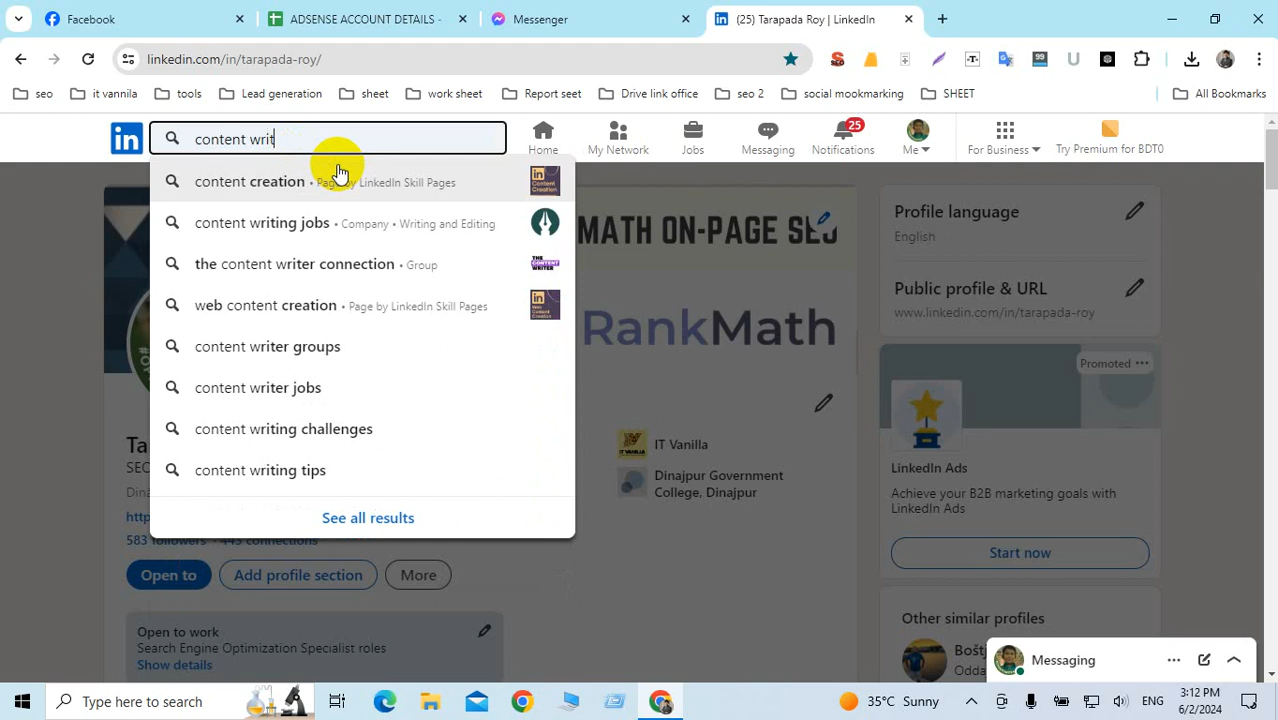 Facebook
ADSENSE ACCOUNT DETAILS -
Messenger
(25) Tarapada Roy | LinkedIn
linkedin.com/in/tarapada-roy/
seo
it vannila
tools
Lead generation
sheet
work sheet
Report seet
Drive link office
seo 2
social mookmarking
SHEET
All Bookmarks
in
content writ
Home
My Network
Jobs
Messaging
25
Notifications
Me
For Business
Try Premium for BDT0
content creation • Page by LinkedIn Skill Pages
content writing jobs • Company • Writing and Editing
the content writer connection • Group
web content creation • Page by LinkedIn Skill Pages
content writer groups
content writer jobs
content writing challenges
content writing tips
See all results
MATH ON-PAGE SEO
RankMath
IT Vanilla
Dinajpur Government
College, Dinajpur
Ta
SEC
Dina
http
583 followers • 443 connections
Open to
Add profile section
More
Open to work
Search Engine Optimization Specialist roles
Show details
Profile language
English
Public profile & URL
www.linkedin.com/in/tarapada-roy
Promoted
LinkedIn Ads
Achieve your B2B marketing goals with
LinkedIn Ads
Start now
Other similar profiles
Bošt
Odda
Messaging
Type here to search
35°C Sunny
ENG
3:12 PM
6/2/2024